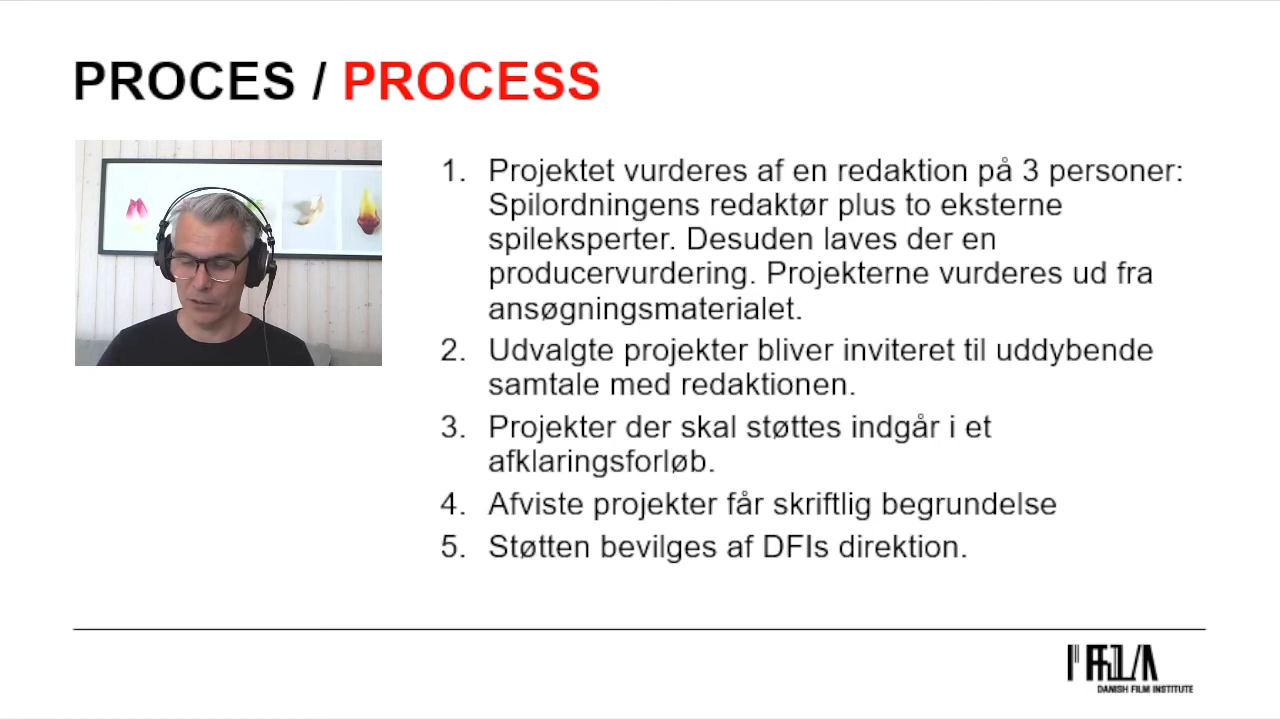 PROCES / PROCESS
1. Projektet vurderes af en redaktion på 3 personer:
Spilordningens redaktør plus to eksterne
spileksperter. Desuden laves der en
producervurdering. Projekterne vurderes ud fra
ansøgningsmaterialet.
2. Udvalgte projekter bliver inviteret til uddybende
samtale med redaktionen.
3. Projekter der skal støttes indgår i et
afklaringsforløb.
4. Afviste projekter får skriftlig begrundelse
5. Støtten bevilges af DFIs direktion.
DANISH FILM INSTITUTE